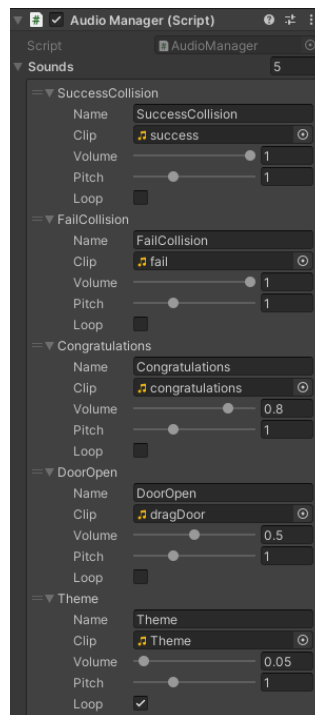 Audio Manager (Script)
Script AudioManager
Sounds 5
SuccessCollision
Name SuccessCollision
Clip success
Volume 1
Pitch 1
Loop
FailCollision
Name FailCollision
Clip fail
Volume 1
Pitch 1
Loop
Congratulations
Name Congratulations
Clip congratulations
Volume 0.8
Pitch 1
Loop
DoorOpen
Name DoorOpen
Clip dragDoor
Volume 0.5
Pitch 1
Loop
Theme
Name Theme
Clip Theme
Volume 0.05
Pitch 1
Loop